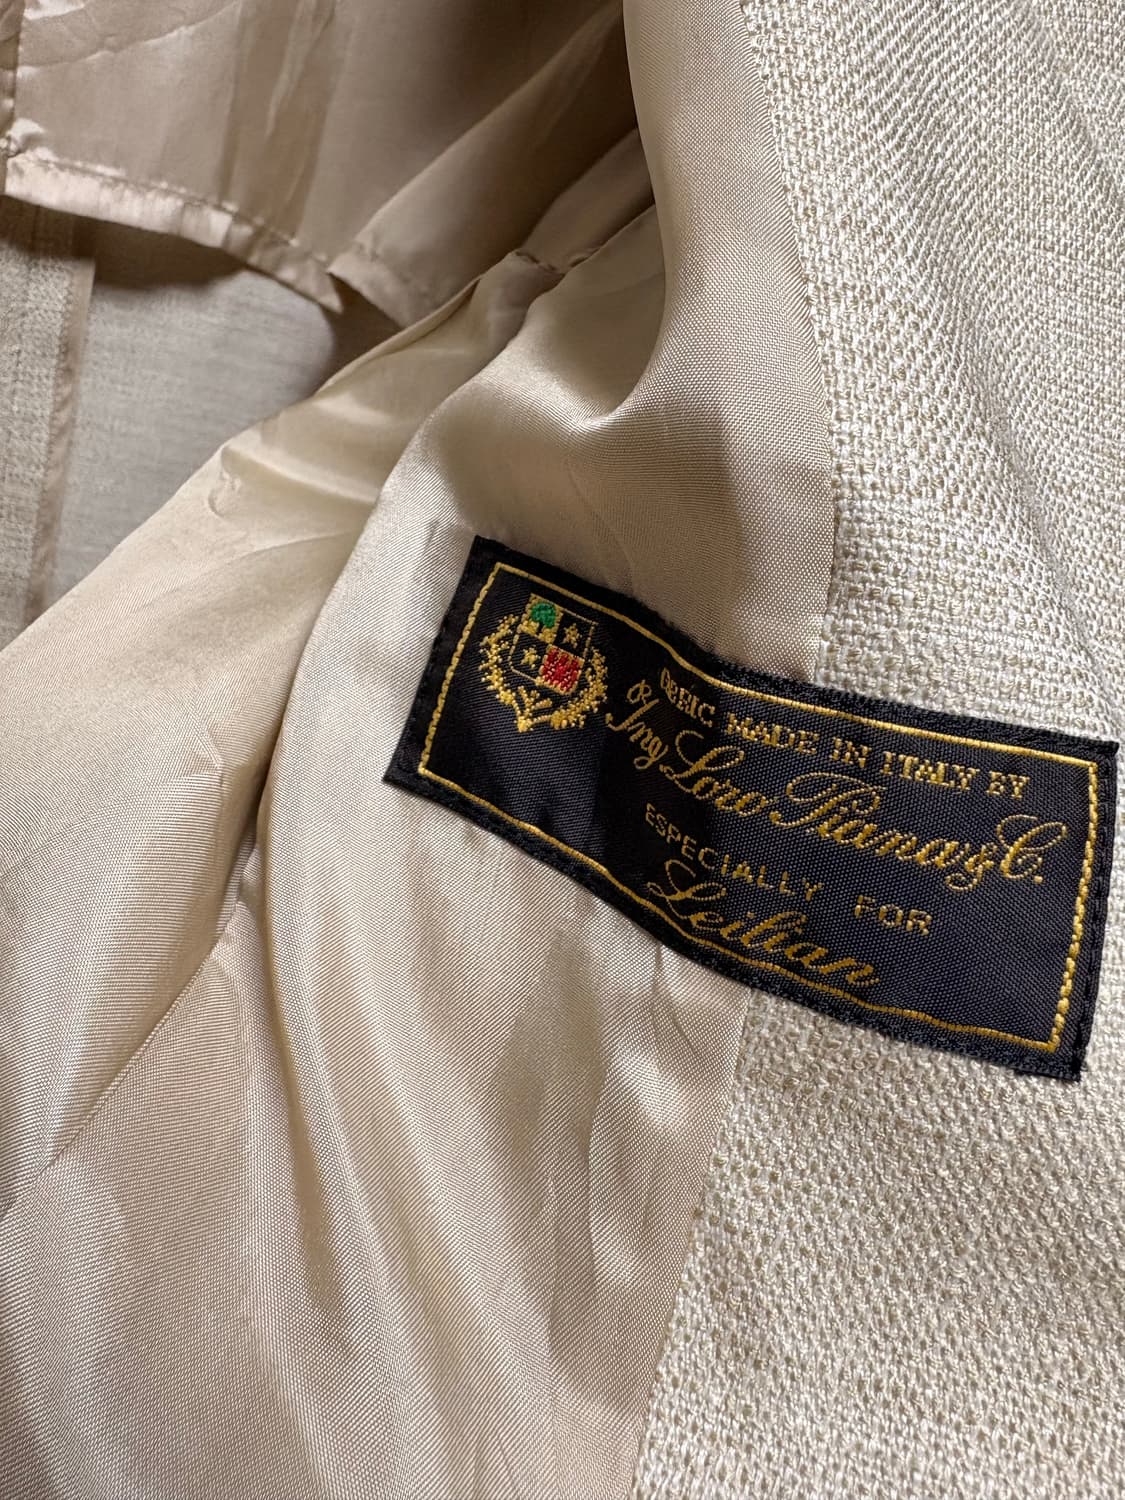 FABRIC MADE IN ITALY BY
Ing Loro Piana & C.
ESPECIALLY FOR
Leilian